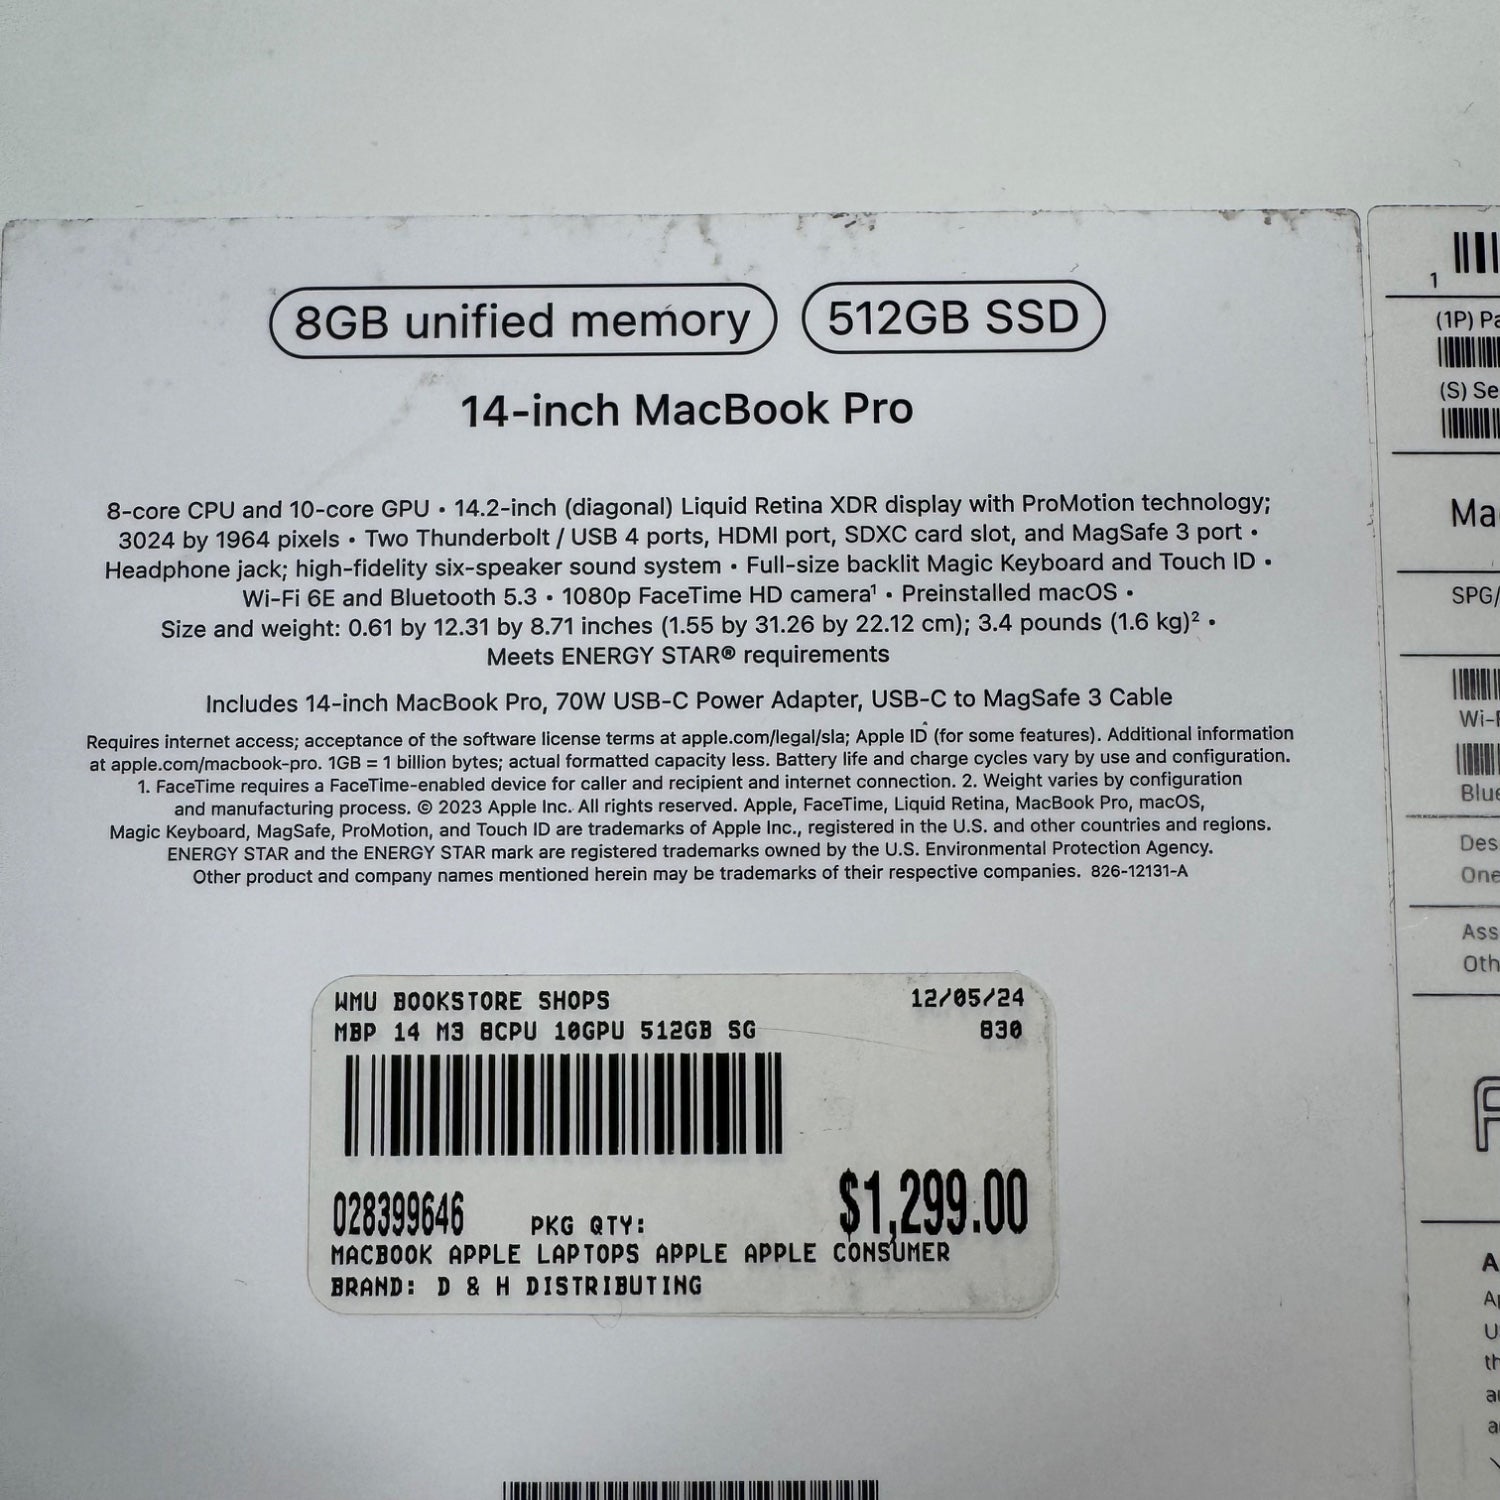 8GB unified memory
512GB SSD
14-inch MacBook Pro
8-core CPU and 10-core GPU • 14.2-inch (diagonal) Liquid Retina XDR display with ProMotion technology;
3024 by 1964 pixels • Two Thunderbolt / USB 4 ports, HDMI port, SDXC card slot, and MagSafe 3 port •
Headphone jack; high-fidelity six-speaker sound system • Full-size backlit Magic Keyboard and Touch ID •
Wi-Fi 6E and Bluetooth 5.3 • 1080p FaceTime HD camera¹ • Preinstalled macOS •
Size and weight: 0.61 by 12.31 by 8.71 inches (1.55 by 31.26 by 22.12 cm); 3.4 pounds (1.6 kg)² •
Meets ENERGY STAR® requirements
Includes 14-inch MacBook Pro, 70W USB-C Power Adapter, USB-C to MagSafe 3 Cable
Requires internet access; acceptance of the software license terms at apple.com/legal/sla; Apple ID (for some features). Additional information
at apple.com/macbook-pro. 1GB = 1 billion bytes; actual formatted capacity less. Battery life and charge cycles vary by use and configuration.
1. FaceTime requires a FaceTime-enabled device for caller and recipient and internet connection. 2. Weight varies by configuration
and manufacturing process. © 2023 Apple Inc. All rights reserved. Apple, FaceTime, Liquid Retina, MacBook Pro, macOS,
Magic Keyboard, MagSafe, ProMotion, and Touch ID are trademarks of Apple Inc., registered in the U.S. and other countries and regions.
ENERGY STAR and the ENERGY STAR mark are registered trademarks owned by the U.S. Environmental Protection Agency.
Other product and company names mentioned herein may be trademarks of their respective companies. 826-12131-A
WMU BOOKSTORE SHOPS 12/05/24
MBP 14 M3 8CPU 10GPU 512GB SG 830
028399646 PKG QTY: $1,299.00
MACBOOK APPLE LAPTOPS APPLE APPLE CONSUMER
BRAND: D & H DISTRIBUTING
1
(1P) Pa
(S) Se
Ma
SPG/
Wi-F
Blue
Des
One
Ass
Oth
A
Ap
U
th
a
a